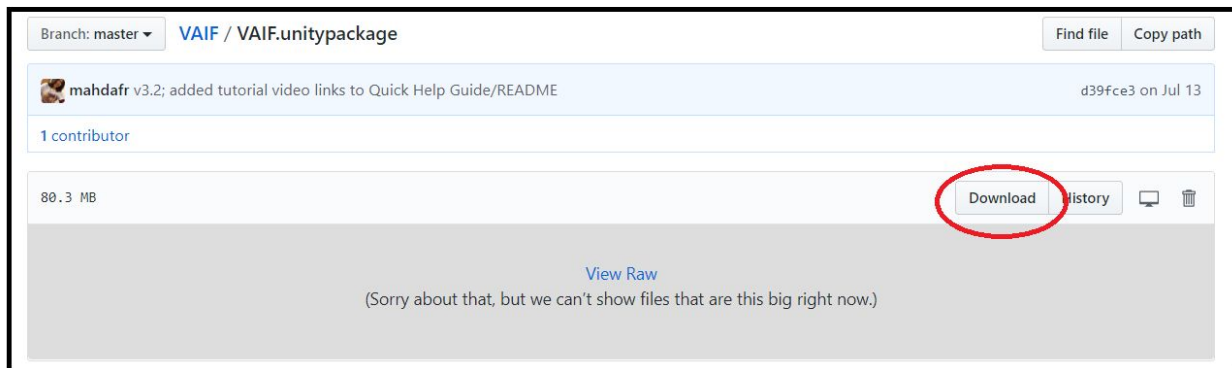 Branch: master VAIF / VAIF.unitypackage Find file Copy path
mahdafr v3.2; added tutorial video links to Quick Help Guide/README d39fce3 on Jul 13
1 contributor
80.3 MB Download History
View Raw
(Sorry about that, but we can't show files that are this big right now.)